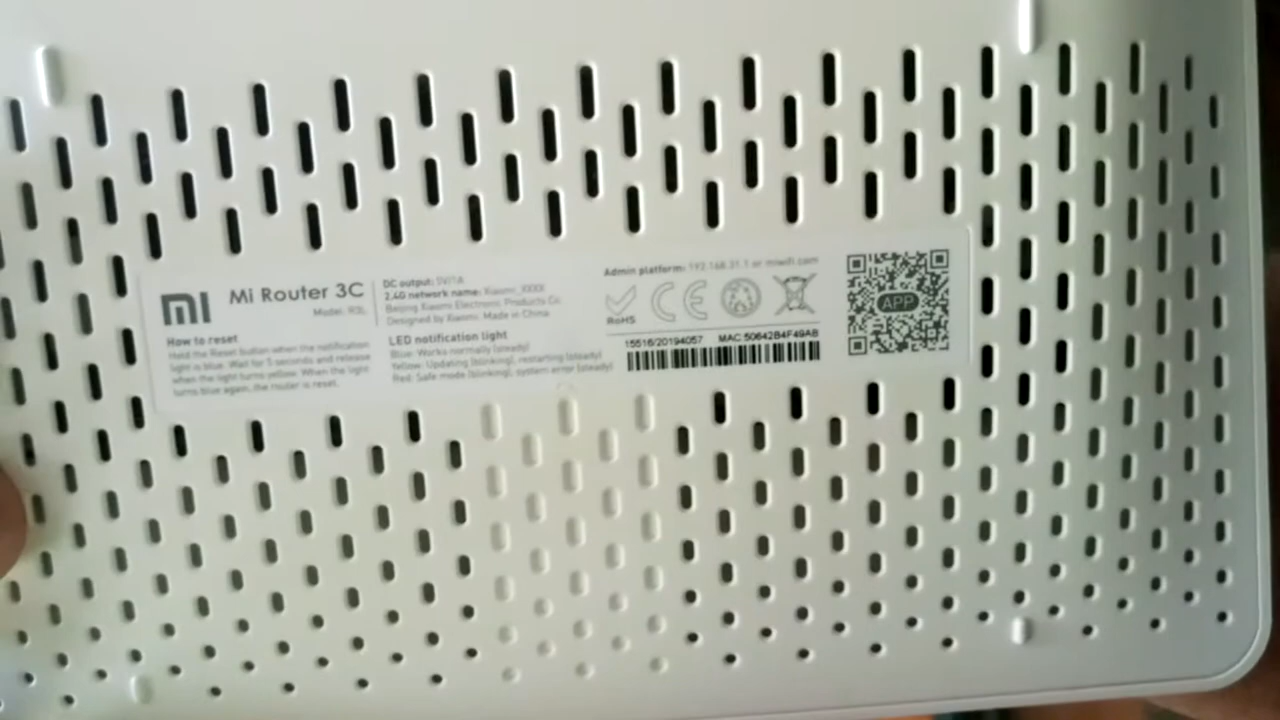 MI
Mi Router 3C
Model: R3L
How to reset
Hold the Reset button when the notification
light is blue. Wait for 5 seconds and release
when the light turns yellow. When the light
turns blue again, the router is reset.
DC output: 5V/1A
2.4G network name: Xiaomi_XXXX
Beijing Xiaomi Electronic Products Co
Designed by Xiaomi. Made in China
LED notification light
Blue: Works normally (steady)
Yellow: Updating (blinking), restarting (steady)
Red: Safe mode (blinking), system error (steady)
Admin platform: 192.168.31.1 or miwifi.com
RoHS CE
15516/20194057 MAC:50642B4F49AB
APP